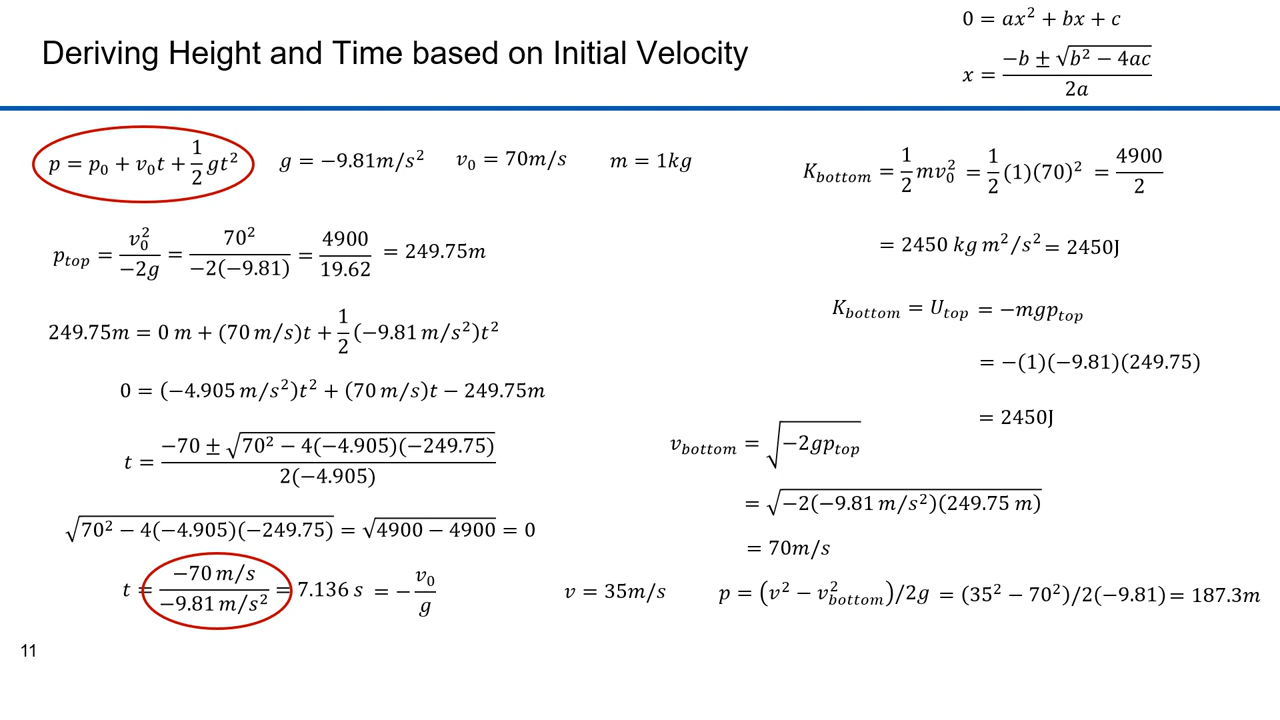 Deriving Height and Time based on Initial Velocity
0 = ax² + bx + c
x = (−b ± √(b² − 4ac)) / 2a
p = p₀ + v₀t + 1/2 gt²   g = −9.81m/s²   v₀ = 70m/s   m = 1kg
p_top = v₀²/−2g = 70²/−2(−9.81) = 4900/19.62 = 249.75m
249.75m = 0 m + (70 m/s)t + 1/2 (−9.81 m/s²)t²
0 = (−4.905 m/s²)t² + (70 m/s)t − 249.75m
t = (−70 ± √(70² − 4(−4.905)(−249.75))) / 2(−4.905)
√(70² − 4(−4.905)(−249.75)) = √(4900 − 4900) = 0
t = −70 m/s / −9.81 m/s² = 7.136 s = − v₀/g
K_bottom = 1/2 mv₀² = 1/2 (1)(70)² = 4900/2
= 2450 kg m²/s² = 2450J
K_bottom = U_top = −mgp_top
= −(1)(−9.81)(249.75)
= 2450J
v_bottom = √(−2gp_top)
= √(−2(−9.81 m/s²)(249.75 m))
= 70m/s
v = 35m/s   p = (v² − v²_bottom)/2g = (35² − 70²)/2(−9.81) = 187.3m
11